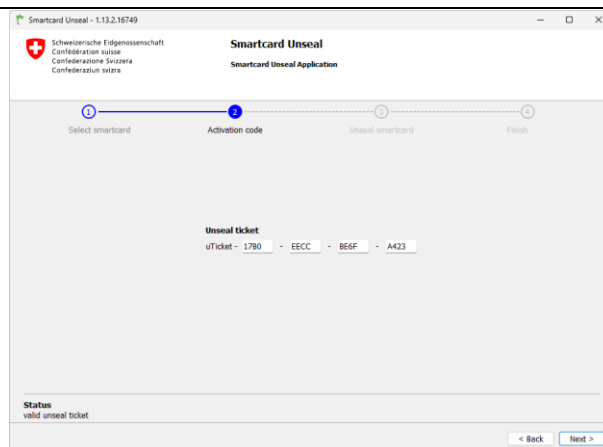 Smartcard Unseal - 1.13.2.16749
Schweizerische Eidgenossenschaft
Confédération suisse
Confederazione Svizzera
Confederaziun svizra
Smartcard Unseal
Smartcard Unseal Application
1 2 3 4
Select smartcard Activation code Unseal smartcard Finish
Unseal ticket
uTicket - 17B0 - EECC - BE6F - A423
Status
valid unseal ticket
< Back Next >